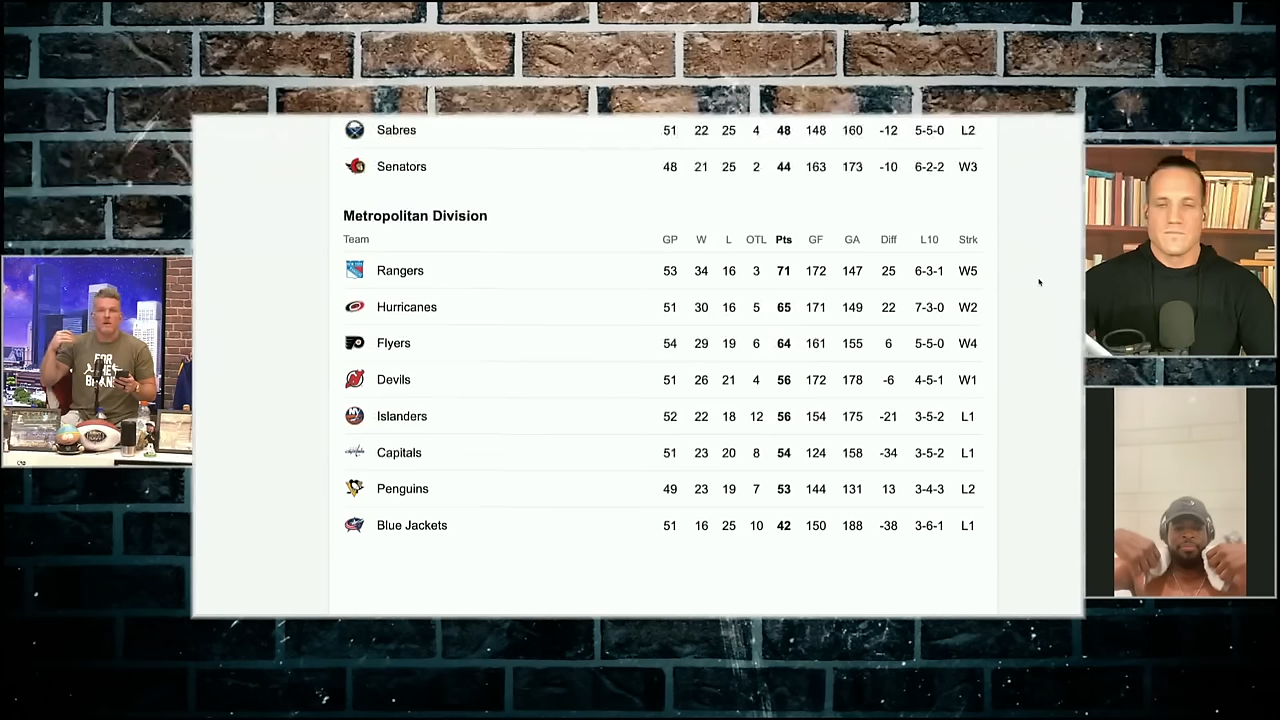 Sabres 51 22 25 4 48 148 160 -12 5-5-0 L2
Senators 48 21 25 2 44 163 173 -10 6-2-2 W3
Metropolitan Division
Team GP W L OTL Pts GF GA Diff L10 Strk
Rangers 53 34 16 3 71 172 147 25 6-3-1 W5
Hurricanes 51 30 16 5 65 171 149 22 7-3-0 W2
Flyers 54 29 19 6 64 161 155 6 5-5-0 W4
Devils 51 26 21 4 56 172 178 -6 4-5-1 W1
Islanders 52 22 18 12 56 154 175 -21 3-5-2 L1
Capitals 51 23 20 8 54 124 158 -34 3-5-2 L1
Penguins 49 23 19 7 53 144 131 13 3-4-3 L2
Blue Jackets 51 16 25 10 42 150 188 -38 3-6-1 L1
FOR
THE